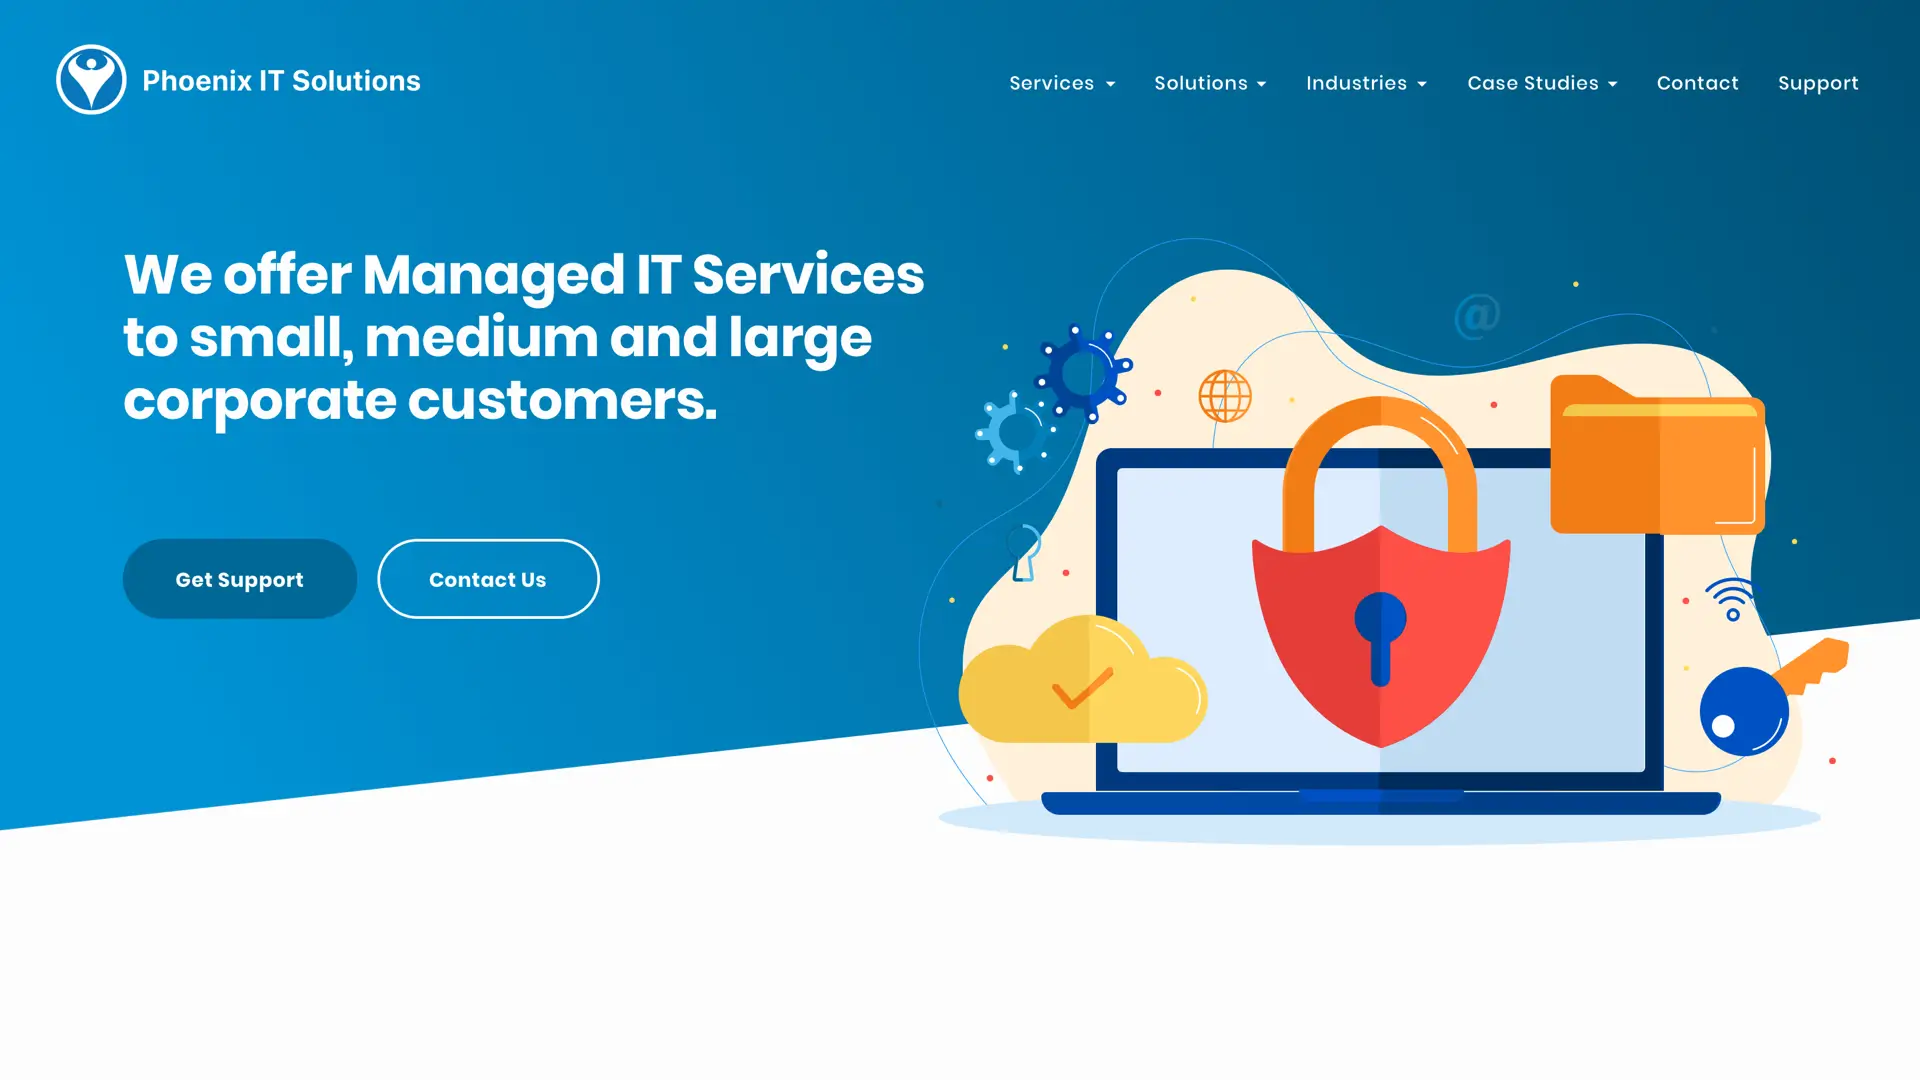 Phoenix IT Solutions
Services
Solutions
Industries
Case Studies
Contact
Support
We offer Managed IT Services
to small, medium and large
corporate customers.
Get Support
Contact Us
@